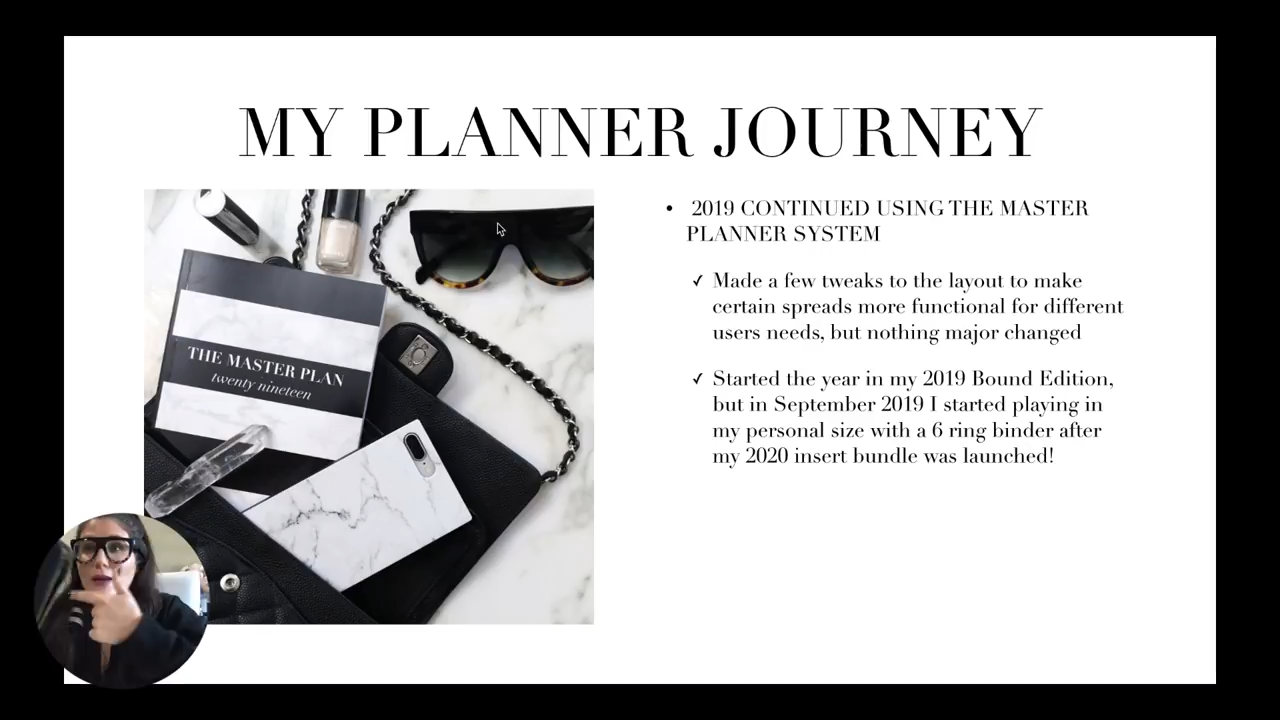 MY PLANNER JOURNEY
THE MASTER PLAN
twenty nineteen
• 2019 CONTINUED USING THE MASTER
PLANNER SYSTEM
✓ Made a few tweaks to the layout to make
certain spreads more functional for different
users needs, but nothing major changed
✓ Started the year in my 2019 Bound Edition,
but in September 2019 I started playing in
my personal size with a 6 ring binder after
my 2020 insert bundle was launched!